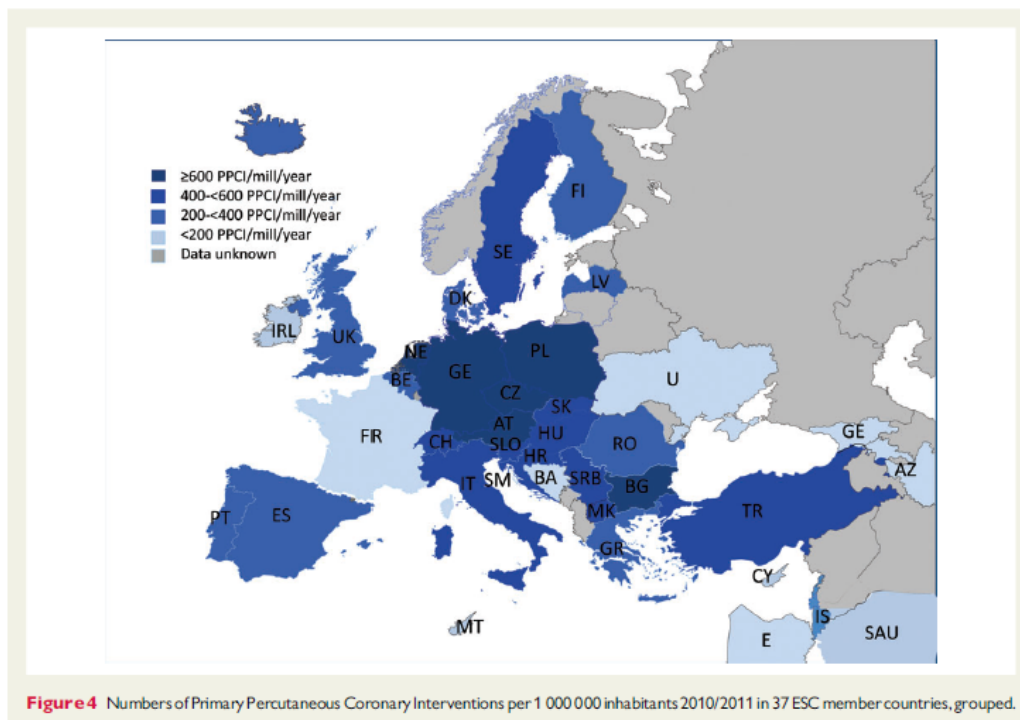 ≥600 PPCI/mill/year
400-<600 PPCI/mill/year
200-<400 PPCI/mill/year
<200 PPCI/mill/year
Data unknown
FI
SE
LV
DK
IRL
UK
NE
BE
GE
PL
CZ
U
SK
AT
HU
FIR
CH
SLO
RO
GE
HR
IT
SM
BA
SRB
BG
AZ
PT
ES
MK
TR
GR
CY
MT
IS
E
SAU
Figure 4 Numbers of Primary Percutaneous Coronary Interventions per 1 000 000 inhabitants 2010/2011 in 37 ESC member countries, grouped.